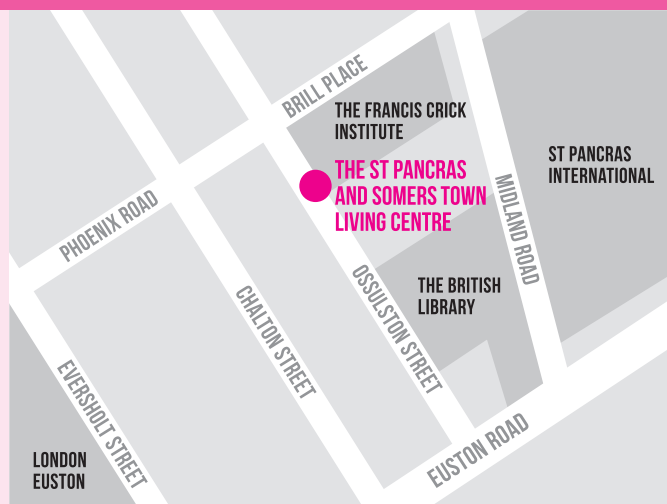 BRILL PLACE
THE FRANCIS CRICK
INSTITUTE
THE ST PANCRAS
AND SOMERS TOWN
LIVING CENTRE
ST PANCRAS
INTERNATIONAL
MIDLAND ROAD
PHOENIX ROAD
OSSULSTON STREET
THE BRITISH
LIBRARY
CHALTON STREET
EVERSHOLT STREET
EUSTON ROAD
LONDON
EUSTON